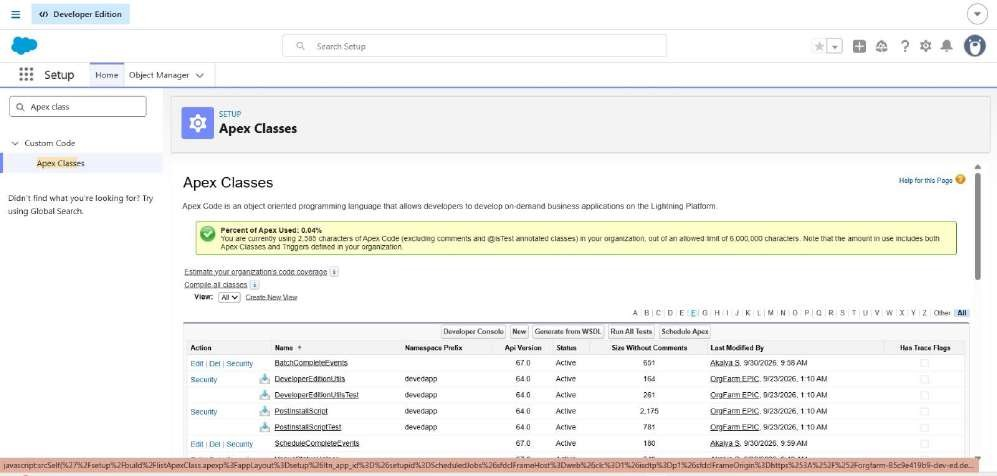 Developer Edition
Search Setup
Setup Home Object Manager
Apex class
Custom Code
Apex Classes
Didn't find what you're looking for? Try
using Global Search.
SETUP
Apex Classes
Apex Classes
Help for this Page
Apex Code is an object oriented programming language that allows developers to develop on-demand business applications on the Lightning Platform.
Percent of Apex Used: 0.04%
You are currently using 2,585 characters of Apex Code (excluding comments and @isTest annotated classes) in your organization, out of an allowed limit of 6,000,000 characters. Note that the amount in use includes both
Apex Classes and Triggers defined in your organization.
Estimate your organization's code coverage i
Compile all classes i
View: All Create New View
A | B | C | D | E | E | G | H | I | J | K | L | M | N | O | P | Q | R | S | T | U | V | W | X | Y | Z | Other All
Developer Console New Generate from WSDL Run All Tests Schedule Apex
Action Name ↑ Namespace Prefix Api Version Status Size Without Comments Last Modified By Has Trace Flags
Edit | Del | Security BatchCompleteEvents 67.0 Active 651 Akalya S, 9/30/2026, 9:58 AM
Security DeveloperEditionUtils devedapp 64.0 Active 164 OrgFarm EPIC, 9/23/2026, 1:10 AM
DeveloperEditionUtilsTest devedapp 64.0 Active 261 OrgFarm EPIC, 9/23/2026, 1:10 AM
Security PostInstallScript devedapp 64.0 Active 2,175 OrgFarm EPIC, 9/23/2026, 1:10 AM
PostInstallScriptTest devedapp 64.0 Active 781 OrgFarm EPIC, 9/23/2026, 1:10 AM
Edit | Del | Security ScheduleCompleteEvents 67.0 Active 180 Akalya S, 9/30/2026, 9:59 AM